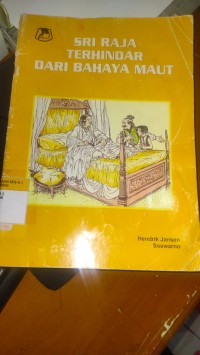 SRI RAJA
TERHINDAR
DARI BAHAYA MAUT
Hendrik Jansen
Soewarno